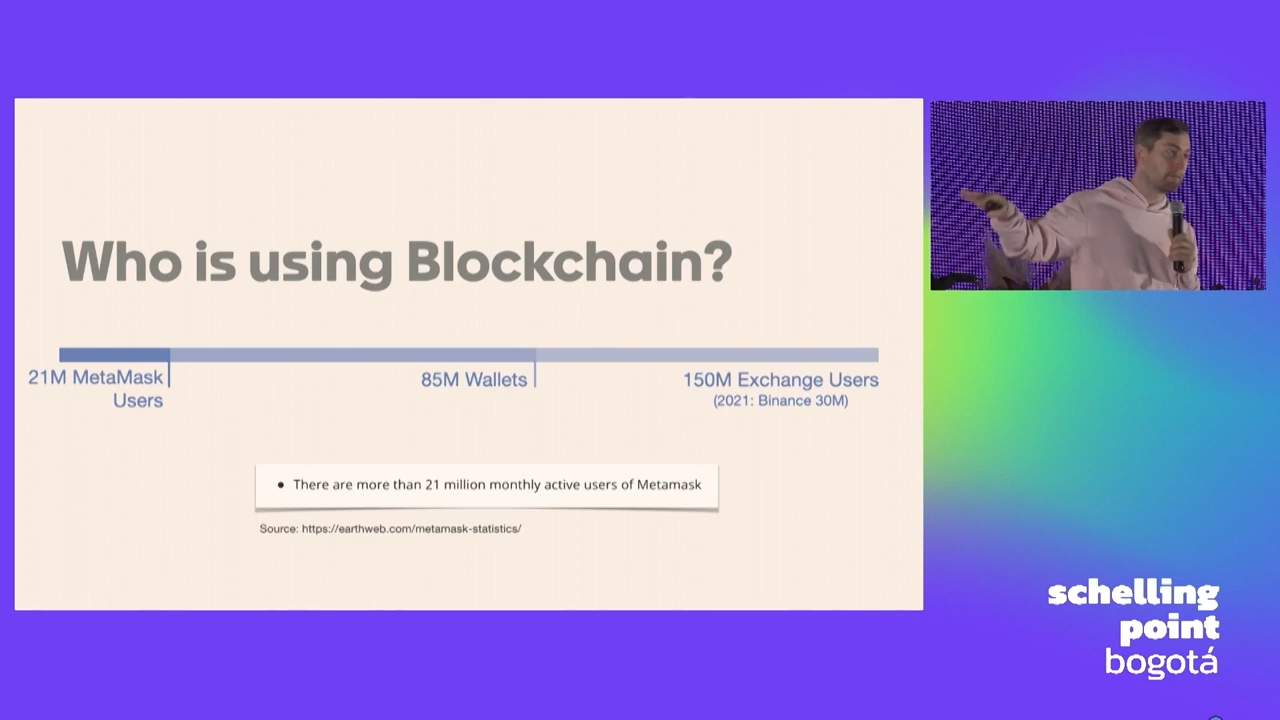 Who is using Blockchain?
21M MetaMask
Users
85M Wallets
150M Exchange Users
(2021: Binance 30M)
• There are more than 21 million monthly active users of Metamask
Source: https://earthweb.com/metamask-statistics/
schelling
point
bogotá